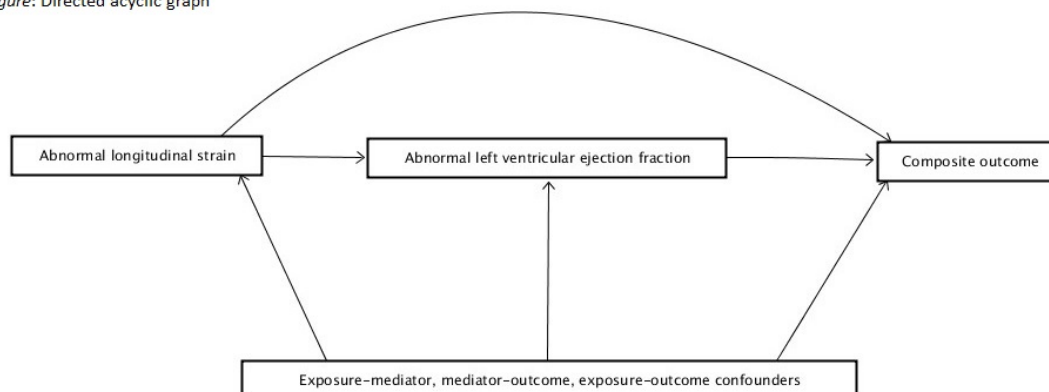 gure: Directed acyclic graph
Abnormal longitudinal strain
Abnormal left ventricular ejection fraction
Composite outcome
Exposure-mediator, mediator-outcome, exposure-outcome confounders